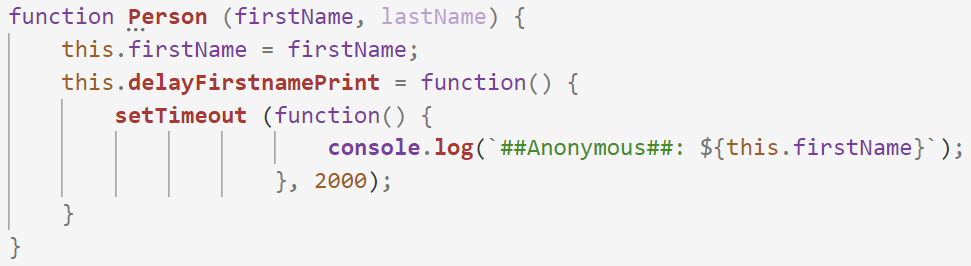 function Person (firstName, lastName) {
    this.firstName = firstName;
    this.delayFirstnamePrint = function() {
        setTimeout (function() {
                        console.log(`##Anonymous##: ${this.firstName}`);
                    }, 2000);
    }
}